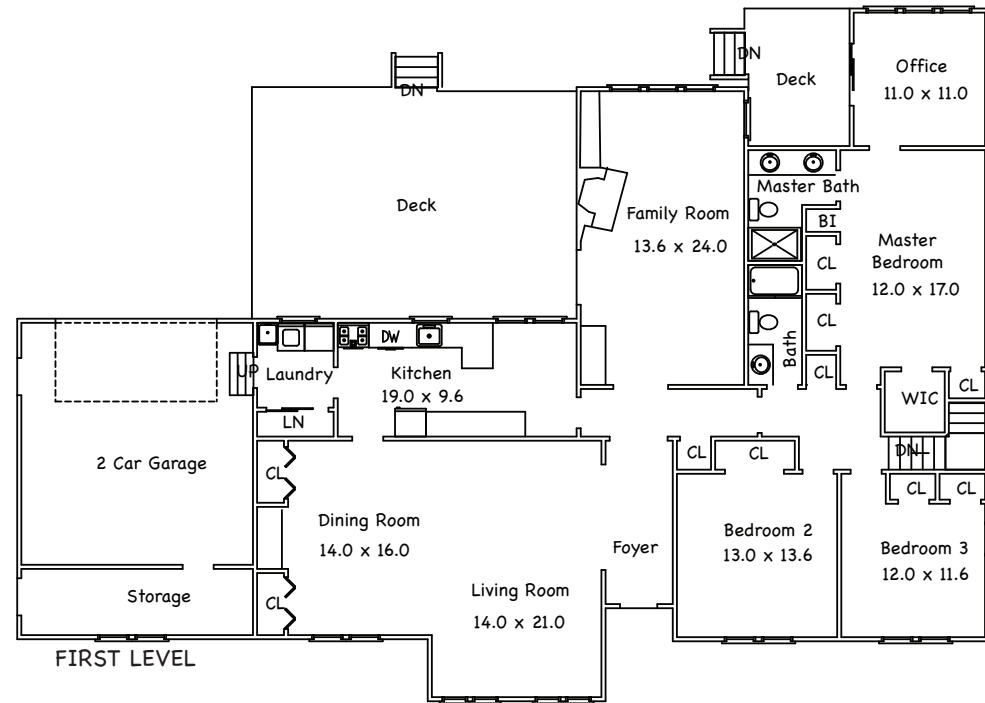 DN
Office
11.0 x 11.0
Deck
DN
Deck
Family Room
13.6 x 24.0
Master Bath
BI
CL
Master
Bedroom
12.0 x 17.0
CL
Bath
CL
UP
Laundry
DW
Kitchen
19.0 x 9.6
LN
WIC
CL
DN
2 Car Garage
CL
CL
CL
CL
CL
Dining Room
14.0 x 16.0
Foyer
Bedroom 2
13.0 x 13.6
Bedroom 3
12.0 x 11.6
Storage
CL
Living Room
14.0 x 21.0
FIRST LEVEL